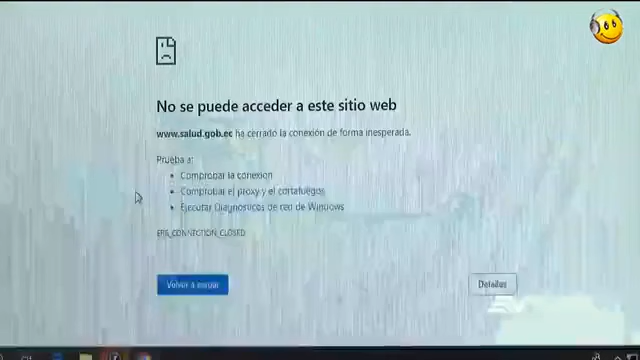 No se puede acceder a este sitio web
www.salud.gob.ec ha cerrado la conexión de forma inesperada.
Prueba a:
Comprobar la conexión
Comprobar el proxy y el cortafuegos
Ejecutar Diagnósticos de red de Windows
ERR_CONNECTION_CLOSED
Volver a cargar
Detalles